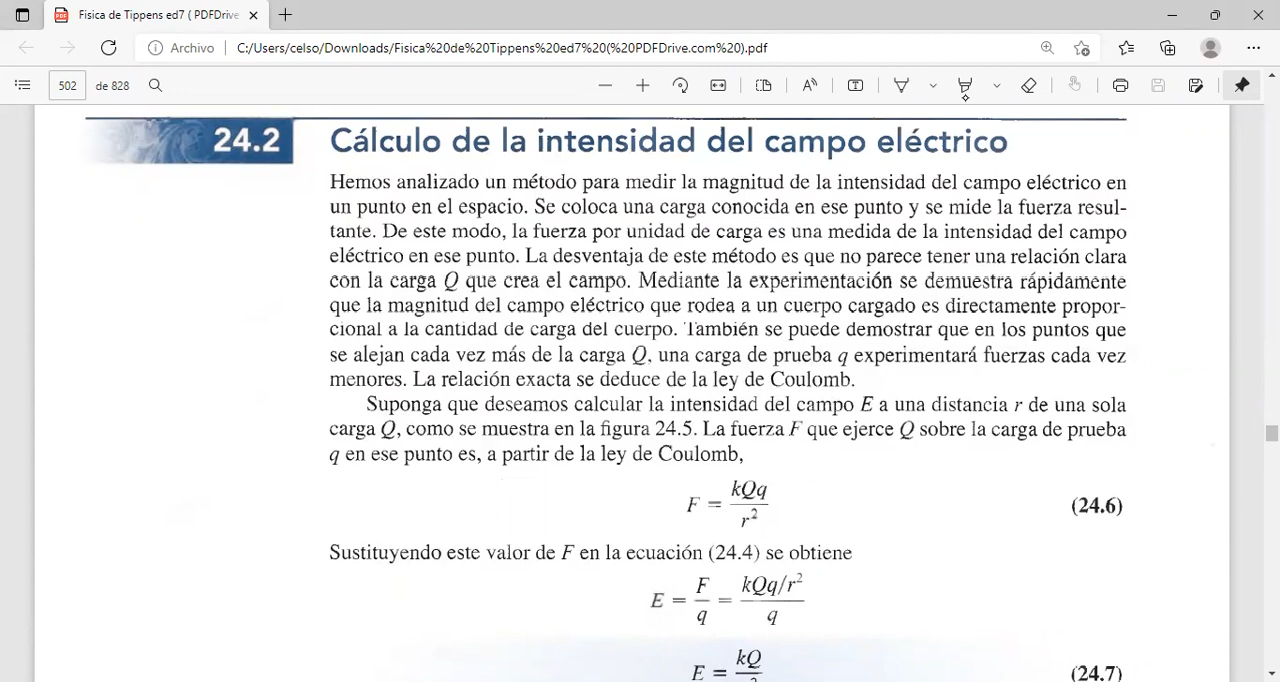 Fisica de Tippens ed7 ( PDFDrive
Archivo
C:/Users/celso/Downloads/Fisica%20de%20Tippens%20ed7%20(%20PDFDrive.com%20).pdf
502 de 828
24.2 Cálculo de la intensidad del campo eléctrico
Hemos analizado un método para medir la magnitud de la intensidad del campo eléctrico en
un punto en el espacio. Se coloca una carga conocida en ese punto y se mide la fuerza resul-
tante. De este modo, la fuerza por unidad de carga es una medida de la intensidad del campo
eléctrico en ese punto. La desventaja de este método es que no parece tener una relación clara
con la carga Q que crea el campo. Mediante la experimentación se demuestra rápidamente
que la magnitud del campo eléctrico que rodea a un cuerpo cargado es directamente propor-
cional a la cantidad de carga del cuerpo. También se puede demostrar que en los puntos que
se alejan cada vez más de la carga Q, una carga de prueba q experimentará fuerzas cada vez
menores. La relación exacta se deduce de la ley de Coulomb.
Suponga que deseamos calcular la intensidad del campo E a una distancia r de una sola
carga Q, como se muestra en la figura 24.5. La fuerza F que ejerce Q sobre la carga de prueba
q en ese punto es, a partir de la ley de Coulomb,
F = kQq / r² (24.6)
Sustituyendo este valor de F en la ecuación (24.4) se obtiene
E = F / q = kQq/r² / q
E = kQ (24.7)